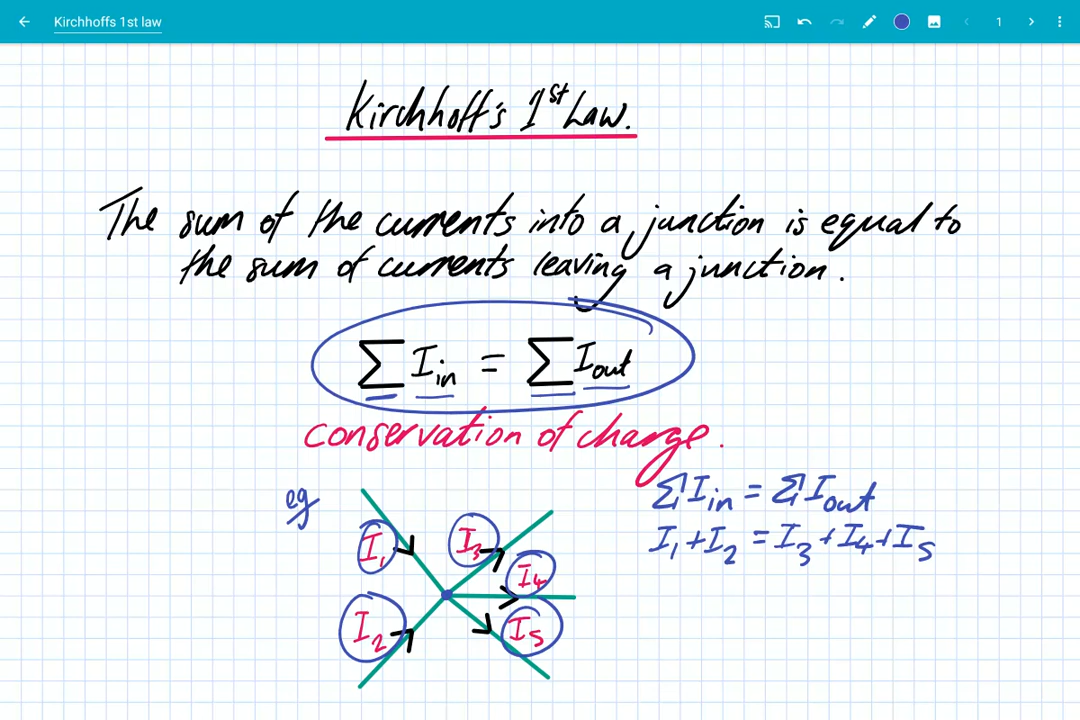 Kirchhoffs 1st law
1
Kirchhoff's 1st Law.
The sum of the currents into a junction is equal to
the sum of currents leaving a junction.
∑ Iin = ∑ Iout
conservation of charge.
eg
∑ Iin = ∑ Iout
I1 + I2 = I3 + I4 + I5
I1
I3
I4
I2
I5